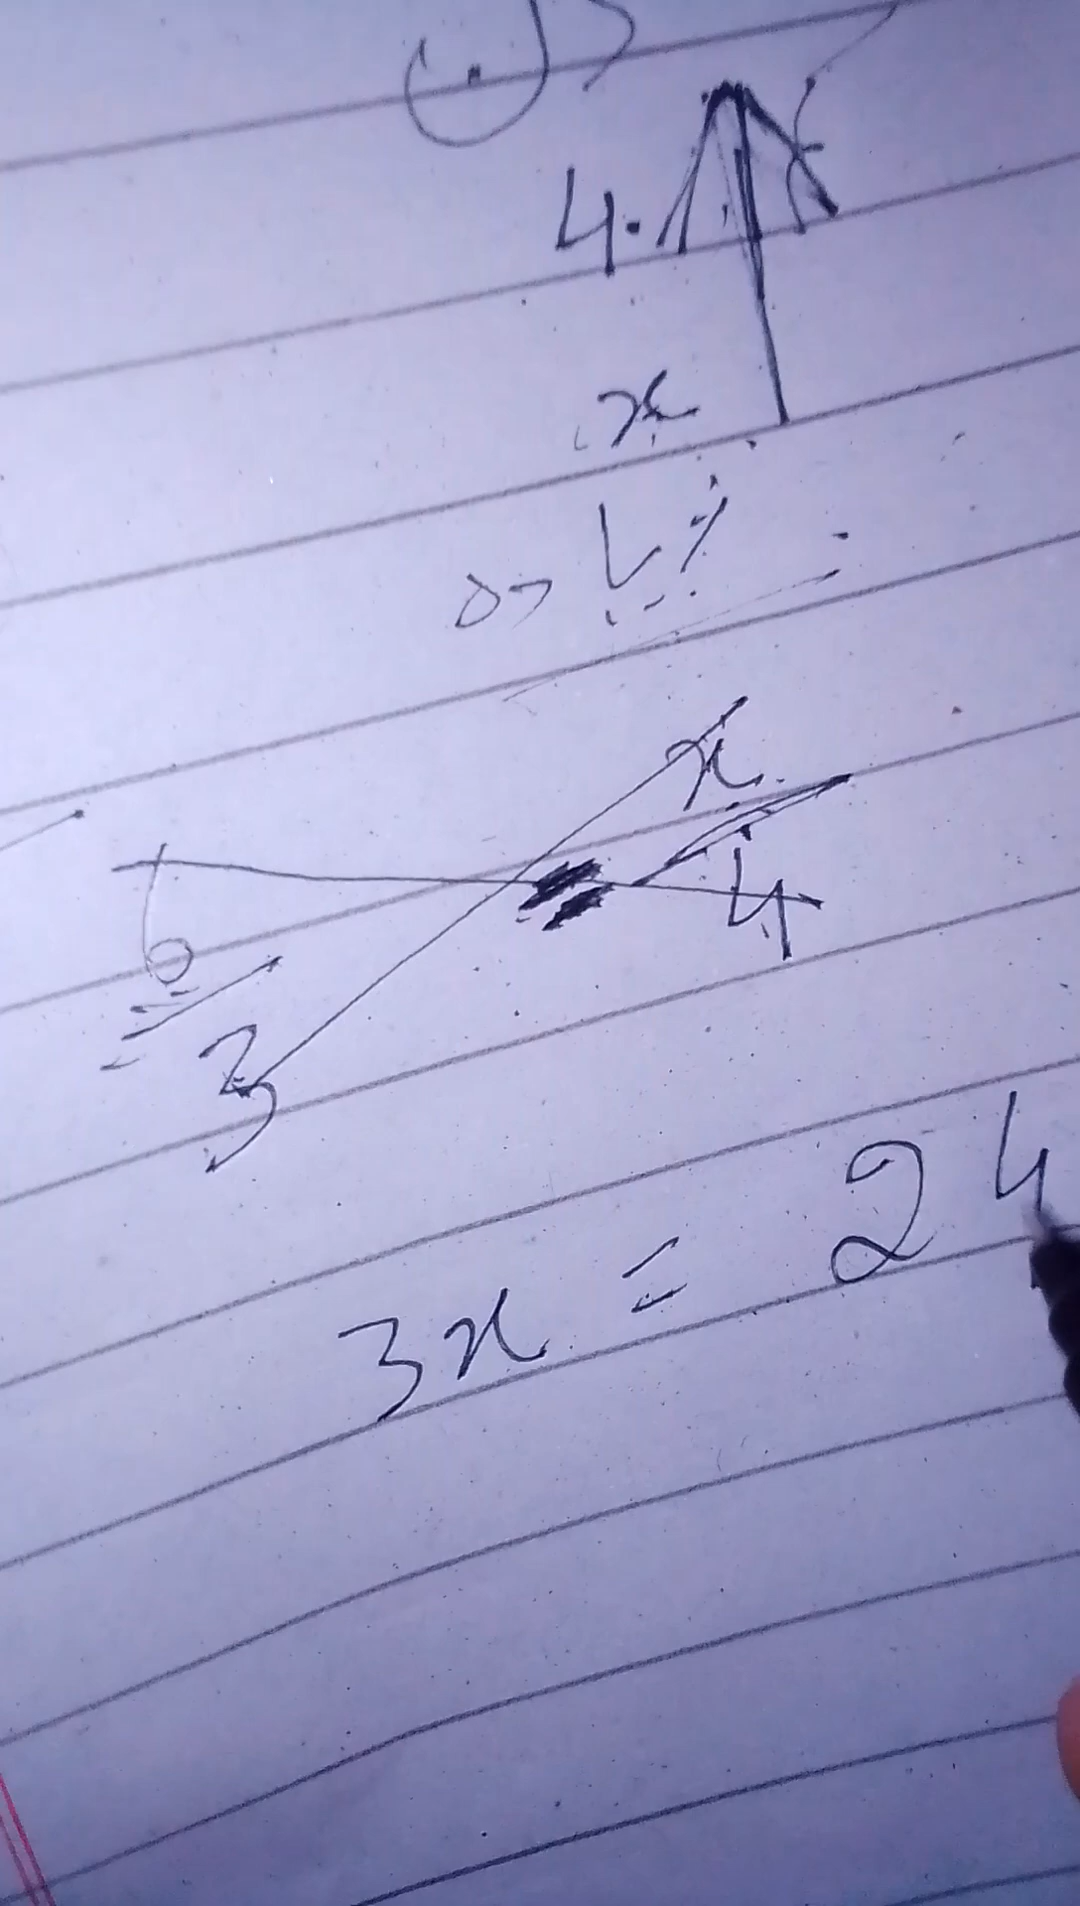 4.
x
6 = x
3 4
3x = 24